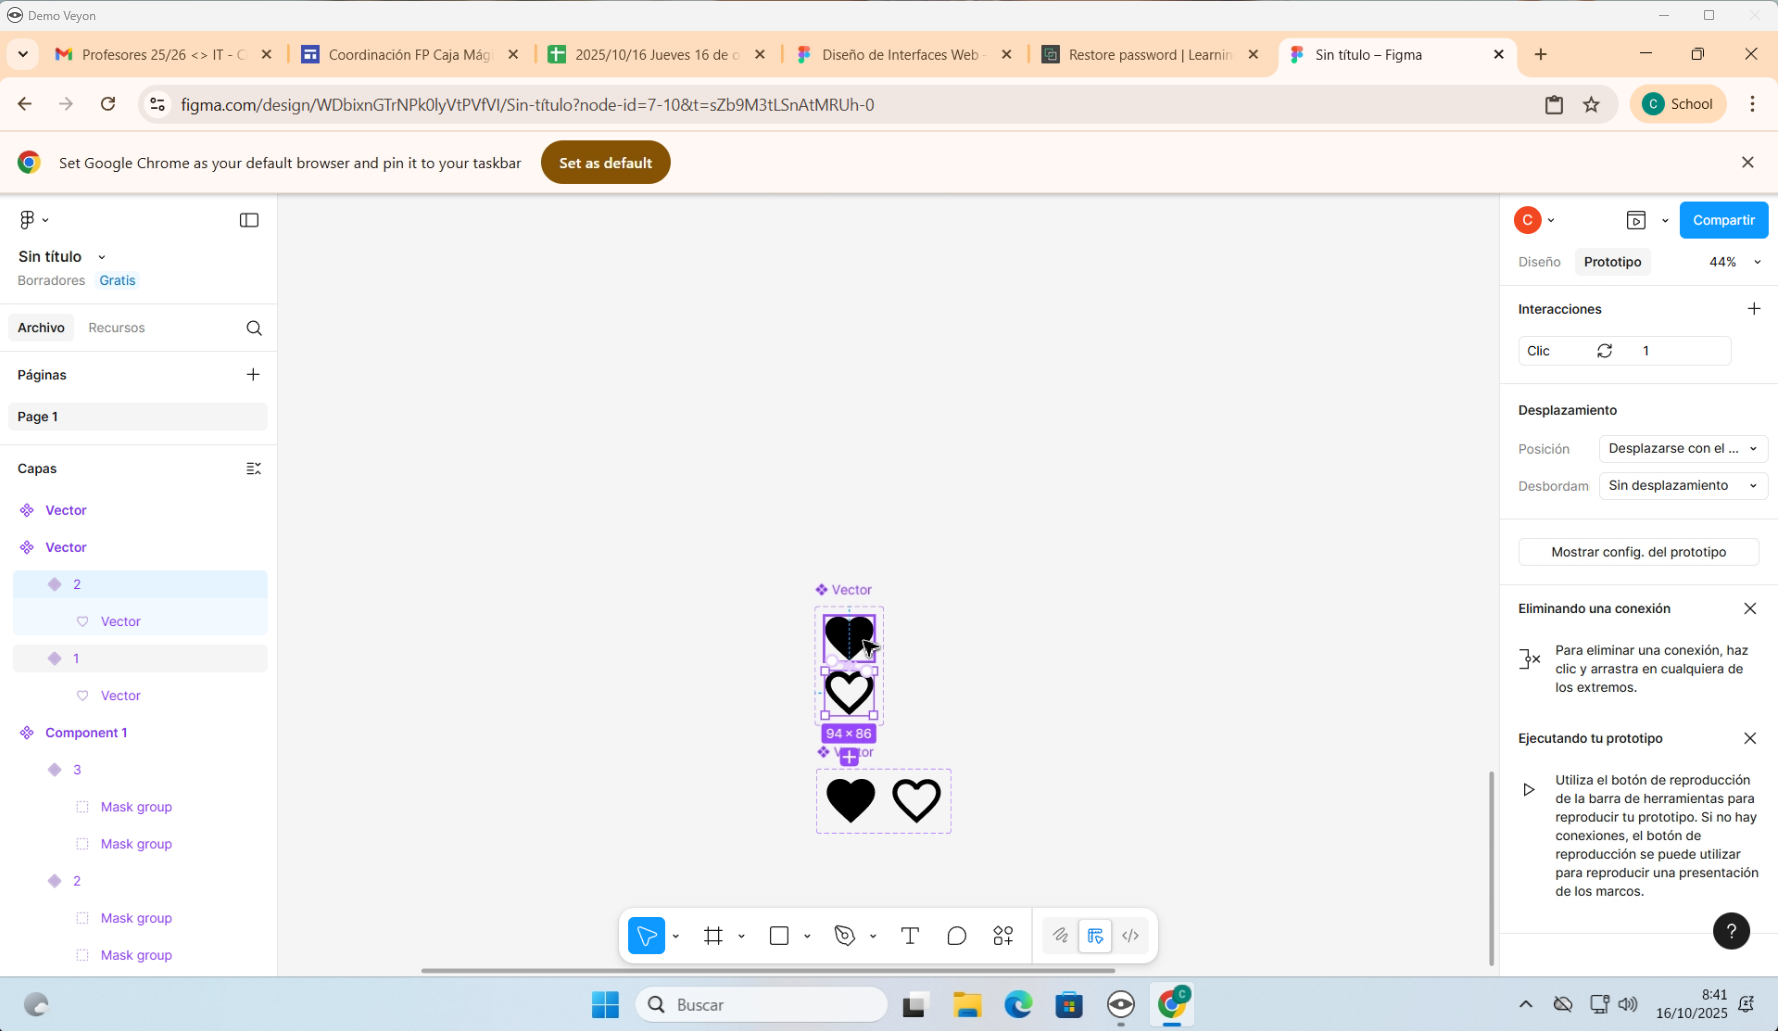 Demo Veyon
Profesores 25/26 <> IT - C
Coordinación FP Caja Mági
2025/10/16 Jueves 16 de o
Diseño de Interfaces Web -
Restore password | Learnin
Sin título – Figma
figma.com/design/WDbixnGTrNPk0lyVtPVfVI/Sin-título?node-id=7-10&t=sZb9M3tLSnAtMRUh-0
C School
Set Google Chrome as your default browser and pin it to your taskbar
Set as default
Sin título
Borradores Gratis
Archivo Recursos
Páginas
Page 1
Capas
Vector
Vector
2
Vector
1
Vector
Component 1
3
Mask group
Mask group
2
Mask group
Mask group
Vector
94 × 86
Vector
C
Compartir
Diseño Prototipo 44%
Interacciones
Clic 1
Desplazamiento
Posición Desplazarse con el ...
Desbordam Sin desplazamiento
Mostrar config. del prototipo
Eliminando una conexión
Para eliminar una conexión, haz
clic y arrastra en cualquiera de
los extremos.
Ejecutando tu prototipo
Utiliza el botón de reproducción
de la barra de herramientas para
reproducir tu prototipo. Si no hay
conexiones, el botón de
reproducción se puede utilizar
para reproducir una presentación
de los marcos.
?
Buscar
C
8:41
16/10/2025